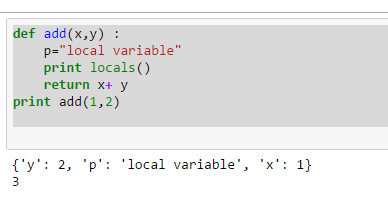 def add(x,y) :
    p="local variable"
    print locals()
    return x+ y
print add(1,2)
{'y': 2, 'p': 'local variable', 'x': 1}
3